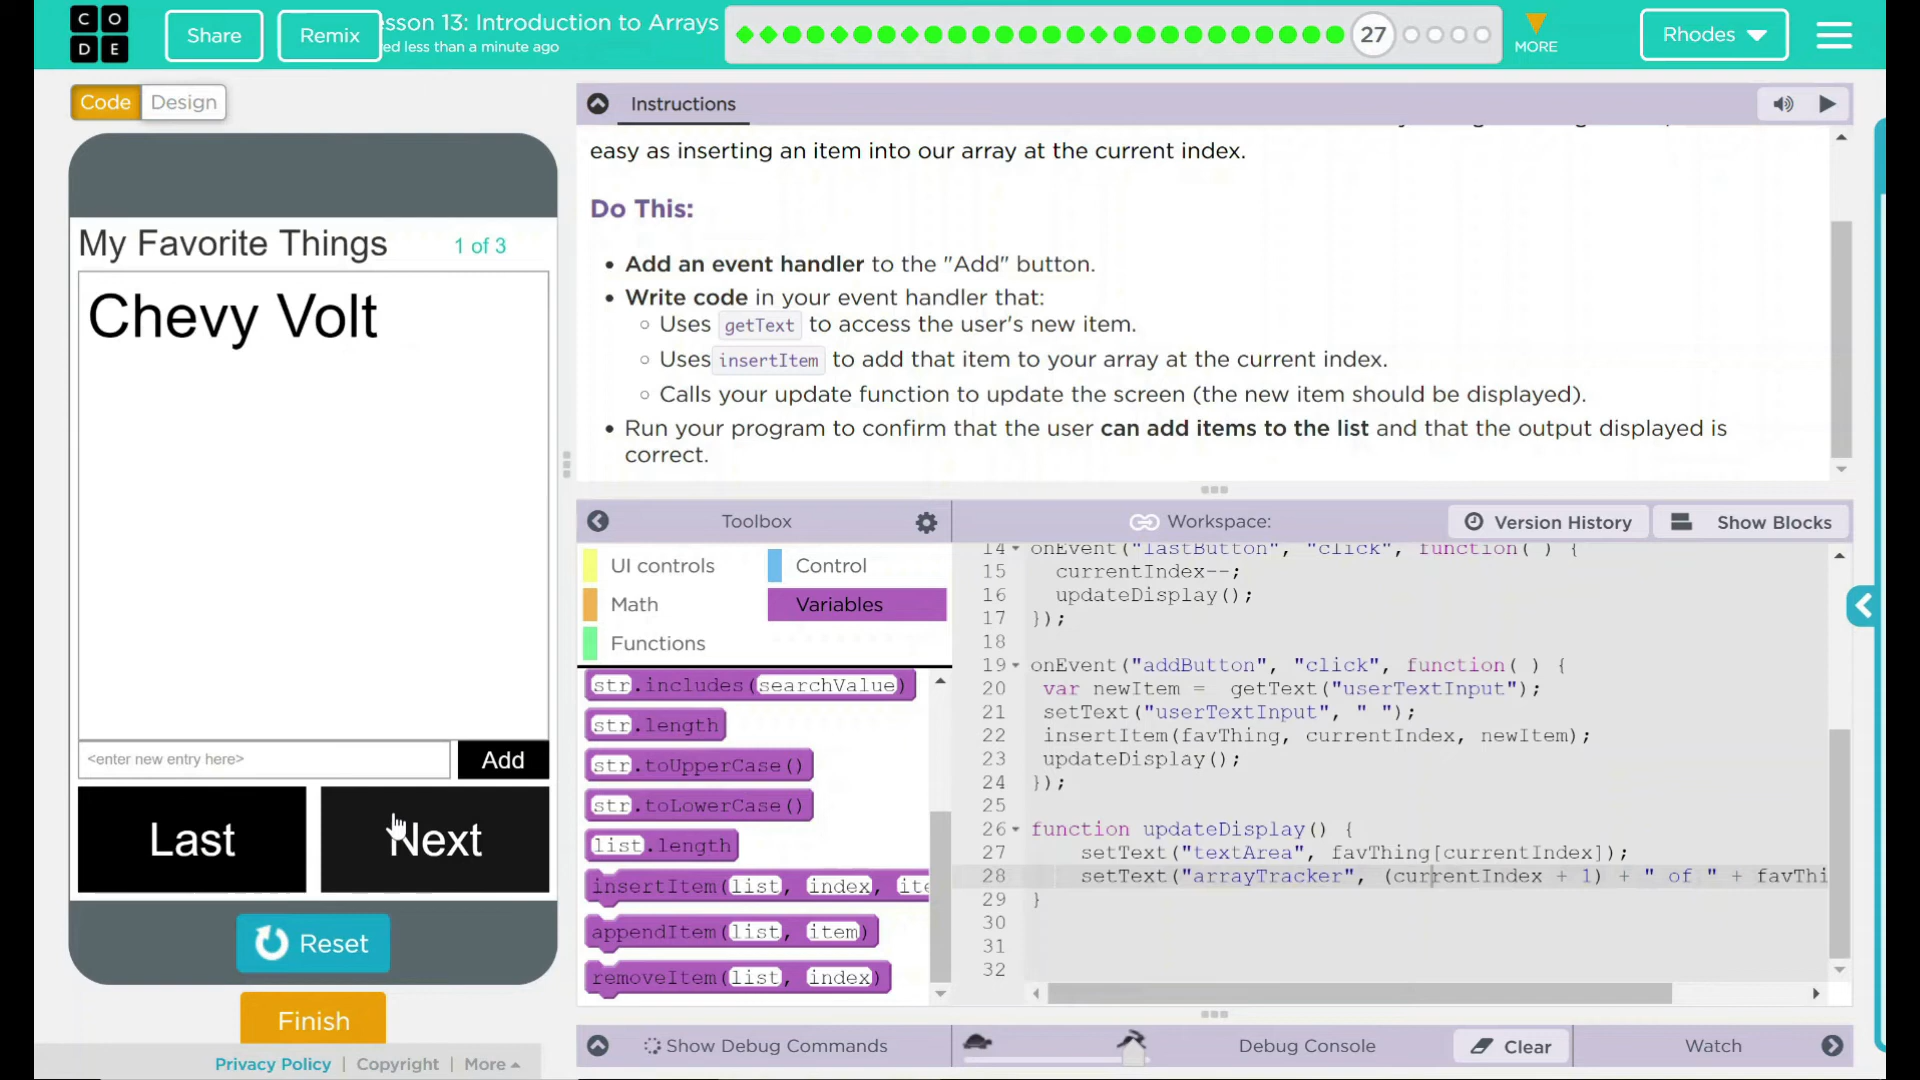 CODE
Share
Remix
esson 13: Introduction to Arrays
ed less than a minute ago
27
MORE
Rhodes
Code
Design
My Favorite Things
1 of 3
Chevy Volt
<enter new entry here>
Add
Last
Next
Reset
Finish
Privacy Policy | Copyright | More
Instructions
easy as inserting an item into our array at the current index.
Do This:
• Add an event handler to the "Add" button.
• Write code in your event handler that:
○ Uses getText to access the user's new item.
○ Uses insertItem to add that item to your array at the current index.
○ Calls your update function to update the screen (the new item should be displayed).
• Run your program to confirm that the user can add items to the list and that the output displayed is
correct.
Toolbox
UI controls
Control
Math
Variables
Functions
str.includes(searchValue)
str.length
str.toUpperCase()
str.toLowerCase()
list.length
insertItem(list, index, ite
appendItem(list, item)
removeItem(list, index)
Workspace:
Version History
Show Blocks
14 onEvent("lastButton", "click", function( ) {
15 currentIndex--;
16 updateDisplay();
17 });
18
19 onEvent("addButton", "click", function( ) {
20 var newItem = getText("userTextInput");
21 setText("userTextInput", " ");
22 insertItem(favThing, currentIndex, newItem);
23 updateDisplay();
24 });
25
26 function updateDisplay() {
27 setText("textArea", favThing[currentIndex]);
28 setText("arrayTracker", (currentIndex + 1) + " of " + favThi
29 }
30
31
32
Show Debug Commands
Debug Console
Clear
Watch